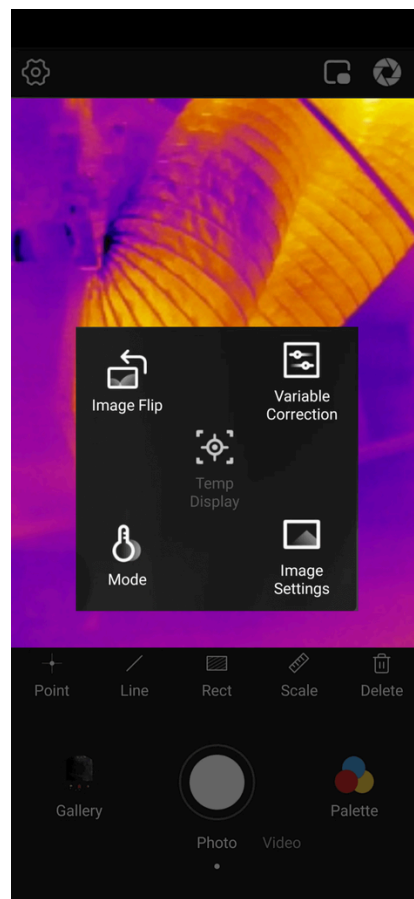 Image Flip
Variable
Correction
Temp
Display
Mode
Image
Settings
Point
Line
Rect
Scale
Delete
Gallery
Palette
Photo
Video